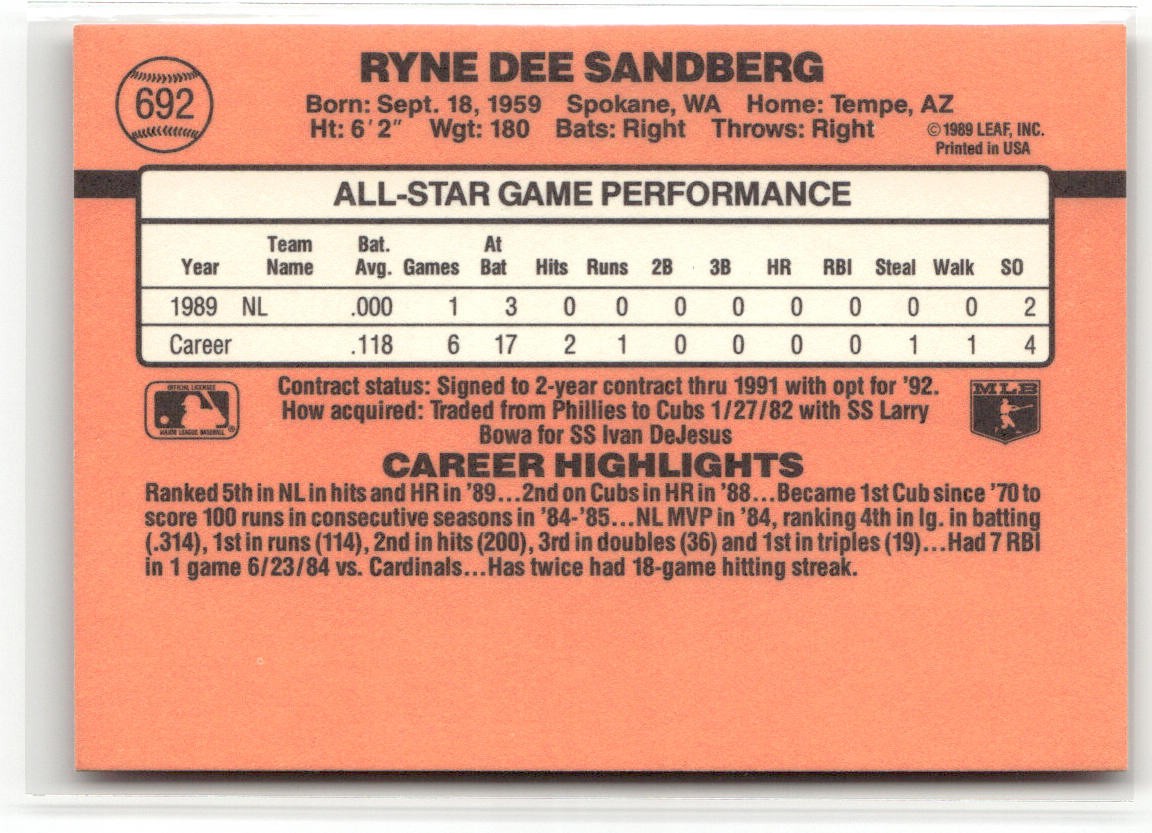 692
RYNE DEE SANDBERG
Born: Sept. 18, 1959 Spokane, WA Home: Tempe, AZ
Ht: 6'2" Wgt: 180 Bats: Right Throws: Right
© 1989 LEAF, INC.
Printed in USA
ALL-STAR GAME PERFORMANCE
Year Team Name Bat. Avg. Games At Bat Hits Runs 2B 3B HR RBI Steal Walk SO
1989 NL .000 1 3 0 0 0 0 0 0 0 0 2
Career .118 6 17 2 1 0 0 0 0 1 1 4
OFFICIAL LICENSEE
MAJOR LEAGUE BASEBALL ®
Contract status: Signed to 2-year contract thru 1991 with opt for '92.
How acquired: Traded from Phillies to Cubs 1/27/82 with SS Larry
Bowa for SS Ivan DeJesus
MLB
CAREER HIGHLIGHTS
Ranked 5th in NL in hits and HR in '89...2nd on Cubs in HR in '88...Became 1st Cub since '70 to
score 100 runs in consecutive seasons in '84-'85...NL MVP in '84, ranking 4th in lg. in batting
(.314), 1st in runs (114), 2nd in hits (200), 3rd in doubles (36) and 1st in triples (19)...Had 7 RBI
in 1 game 6/23/84 vs. Cardinals...Has twice had 18-game hitting streak.